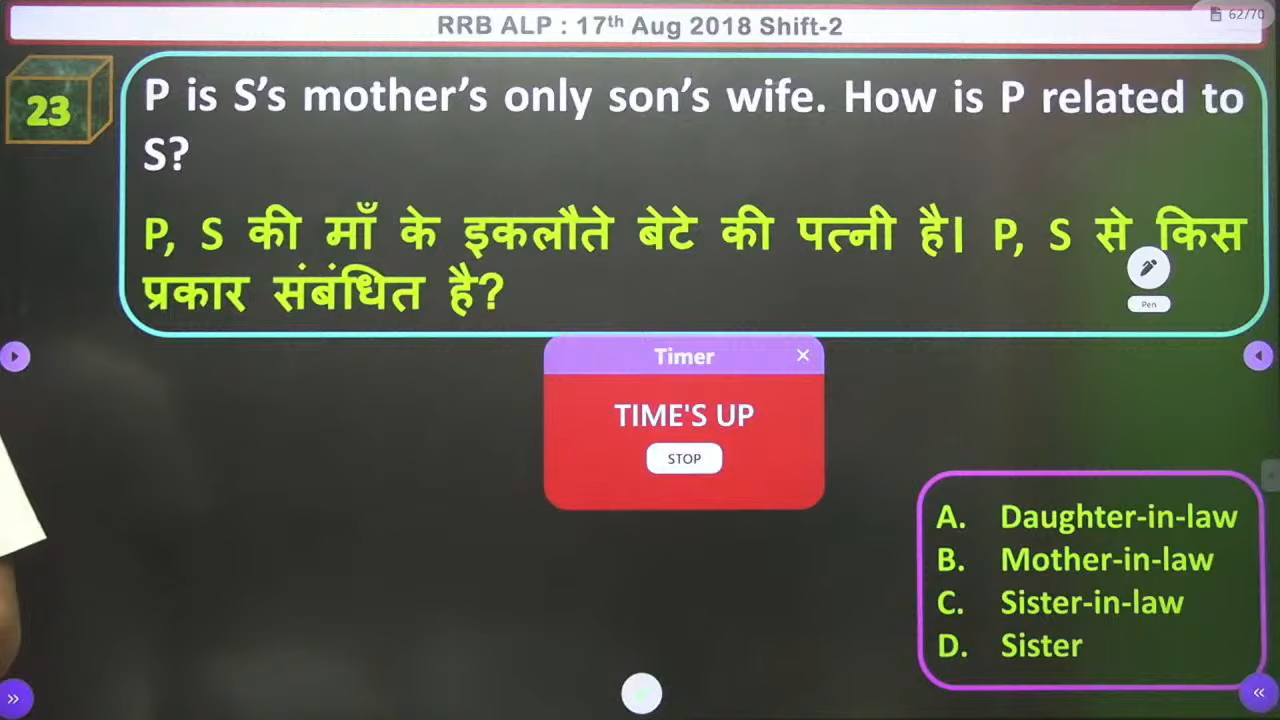 RRB ALP : 17th Aug 2018 Shift-2
62/70
23
P is S’s mother’s only son’s wife. How is P related to
S?
P, S की माँ के इकलौते बेटे की पत्नी है। P, S से किस
प्रकार संबंधित है?
Pen
Timer
TIME'S UP
STOP
A. Daughter-in-law
B. Mother-in-law
C. Sister-in-law
D. Sister